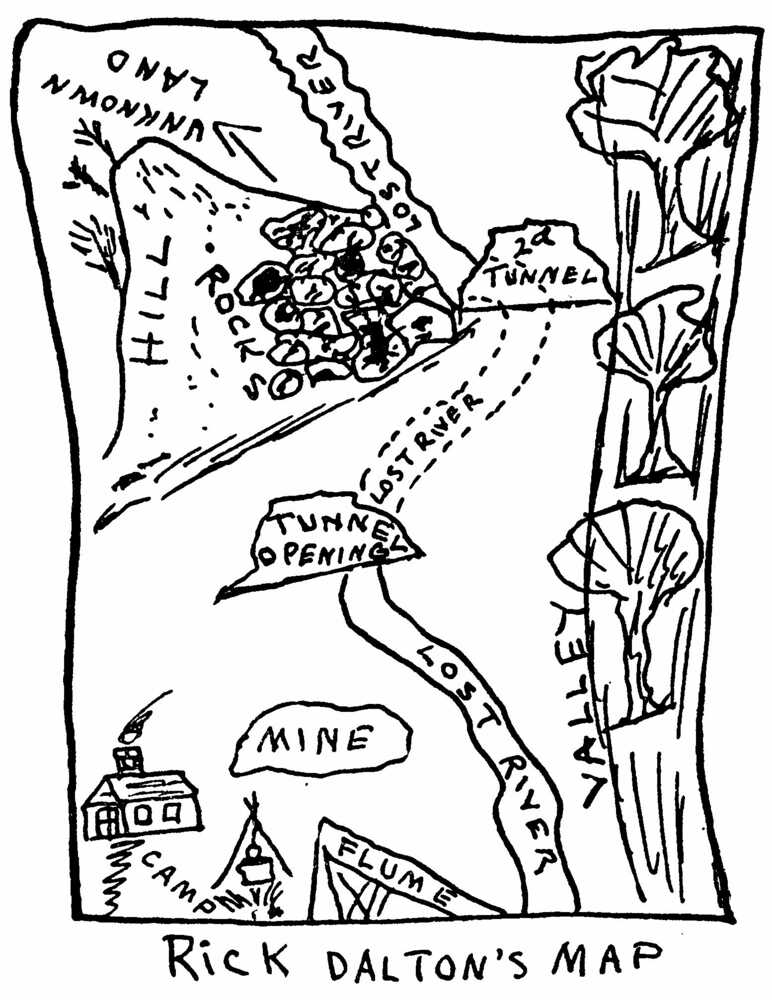 UNKNOWN
LAND
LOST RIVER
2d
TUNNEL
HILL
ROCKS
LOST RIVER
TUNNEL
OPENING
LOST RIVER
VALLEY
MINE
CAMP
FLUME
RICK DALTON'S MAP